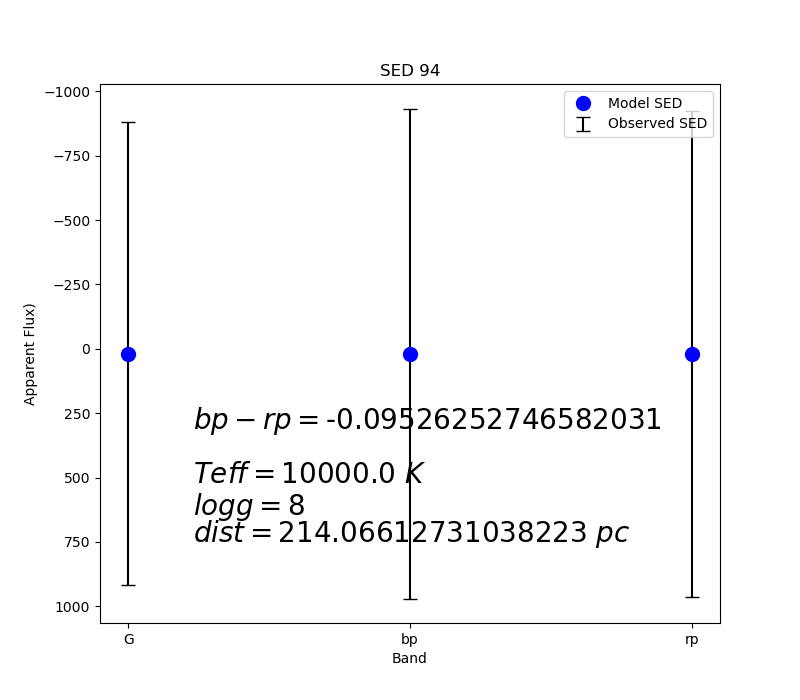 SED 94
−1000
−750
−500
−250
0
250
500
750
1000
Apparent Flux)
Model SED
Observed SED
bp − rp = -0.09526252746582031
Teff = 10000.0 K
logg = 8
dist = 214.06612731038223 pc
G bp rp
Band